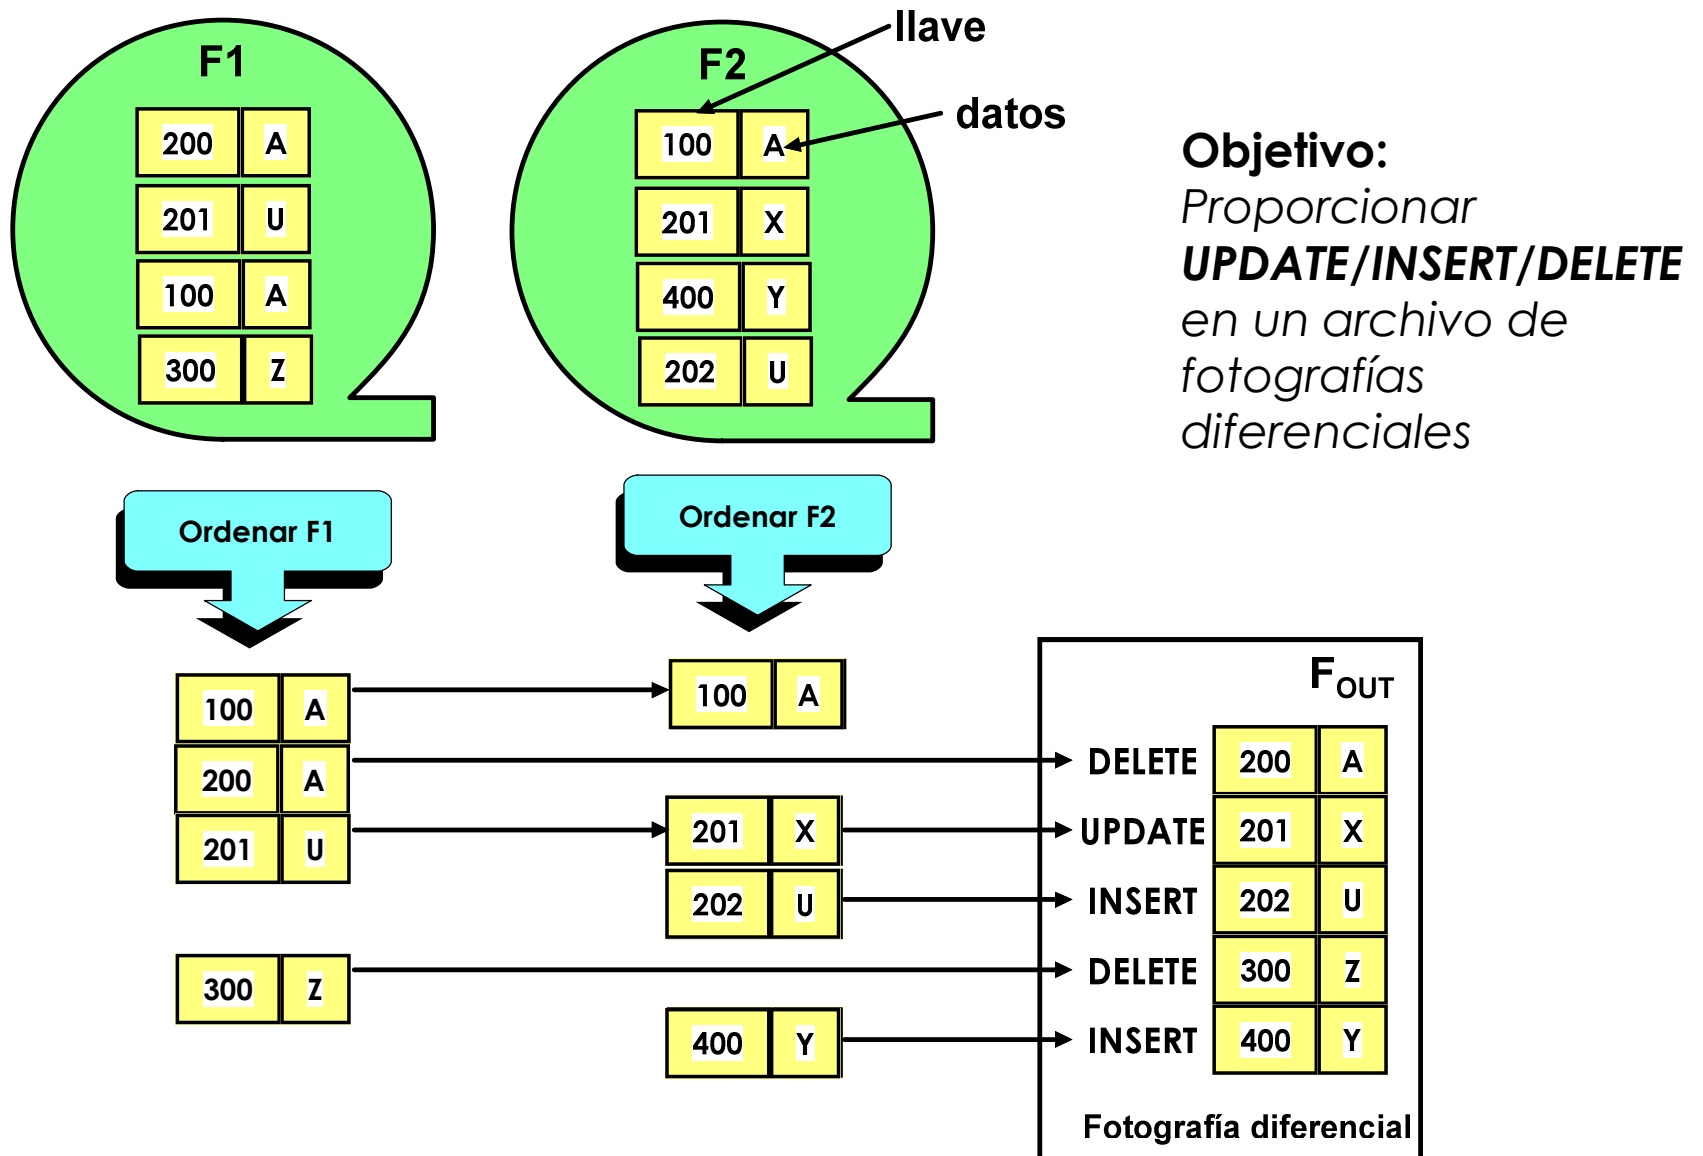 F1
200 A
201 U
100 A
300 Z
F2
llave
datos
100 A
201 X
400 Y
202 U
Objetivo:
Proporcionar
UPDATE/INSERT/DELETE
en un archivo de
fotografías
diferenciales
Ordenar F1
Ordenar F2
100 A
200 A
201 U
300 Z
100 A
201 X
202 U
400 Y
FOUT
DELETE 200 A
UPDATE 201 X
INSERT 202 U
DELETE 300 Z
INSERT 400 Y
Fotografía diferencial